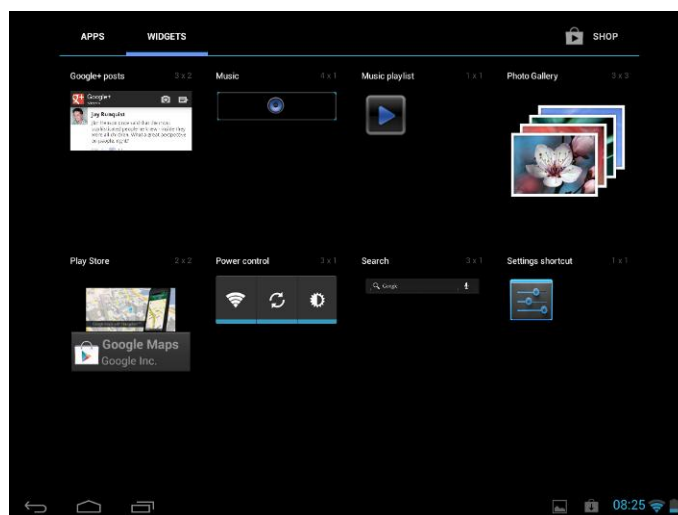 APPS WIDGETS SHOP
Google+ posts 3 x 2 Music 4 x 1 Music playlist 1 x 1 Photo Gallery 3 x 3
Google+
Jay Runquist
Play Store 2 x 2 Power control 3 x 1 Search 3 x 1 Settings shortcut 1 x 1
Google
Google Maps
Google Inc.
08:25